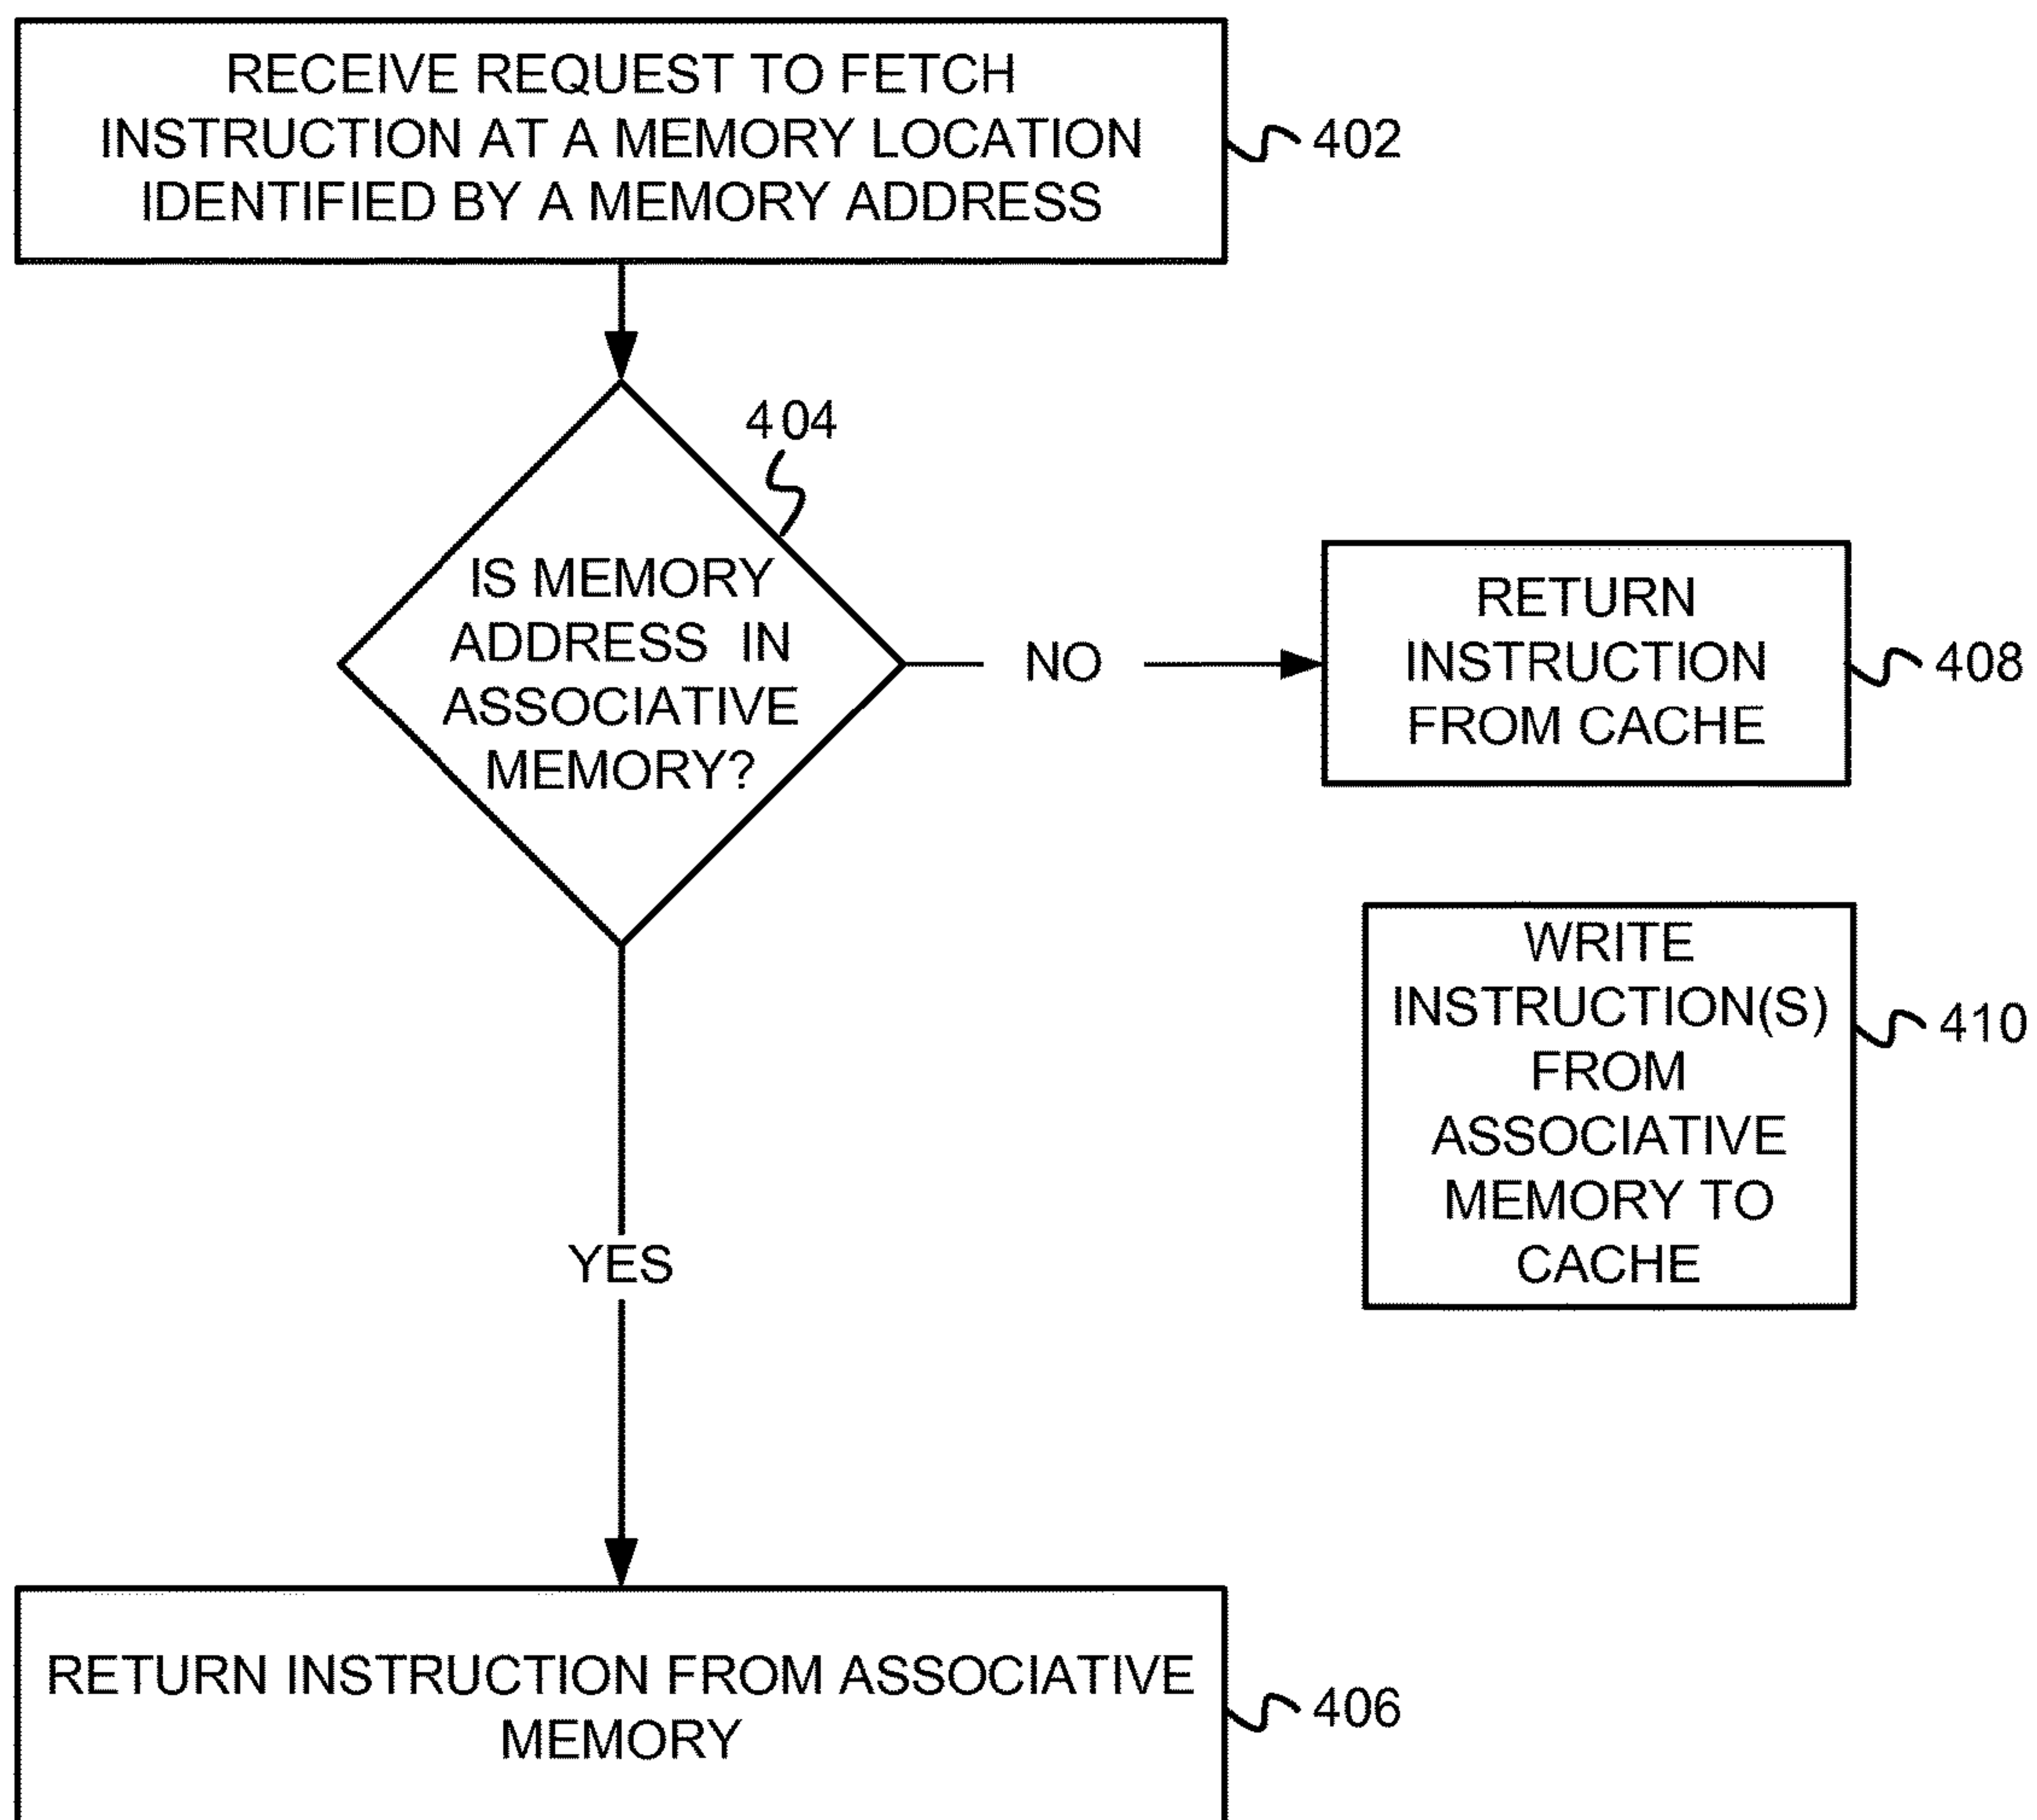 RECEIVE REQUEST TO FETCH
INSTRUCTION AT A MEMORY LOCATION
IDENTIFIED BY A MEMORY ADDRESS
402
404
IS MEMORY
ADDRESS IN
ASSOCIATIVE
MEMORY?
NO
RETURN
INSTRUCTION
FROM CACHE
408
WRITE
INSTRUCTION(S)
FROM
ASSOCIATIVE
MEMORY TO
CACHE
410
YES
RETURN INSTRUCTION FROM ASSOCIATIVE
MEMORY
406